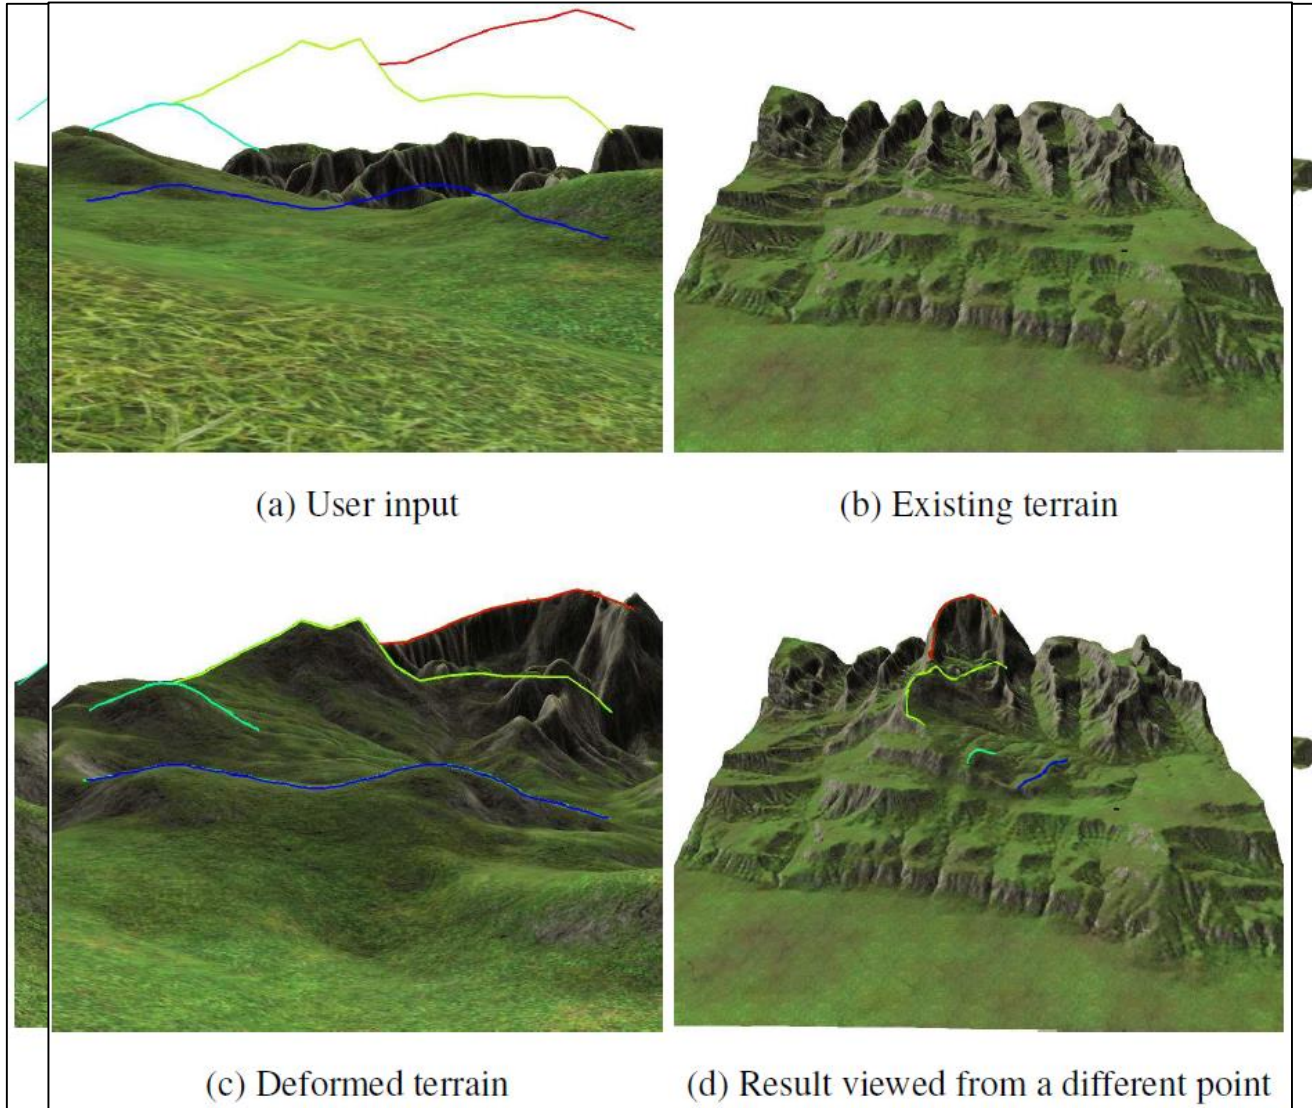 (a) User input
(b) Existing terrain
(c) Deformed terrain
(d) Result viewed from a different point